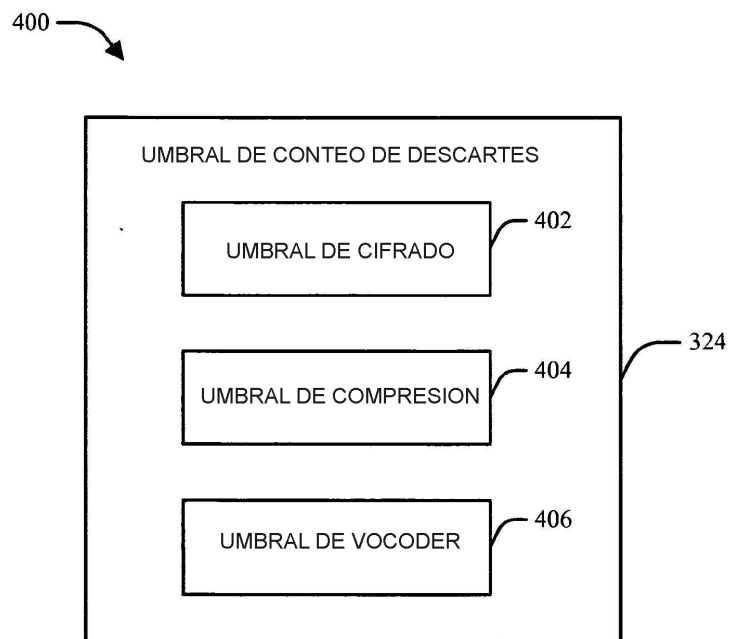 400
UMBRAL DE CONTEO DE DESCARTES
402
UMBRAL DE CIFRADO
324
404
UMBRAL DE COMPRESION
406
UMBRAL DE VOCODER